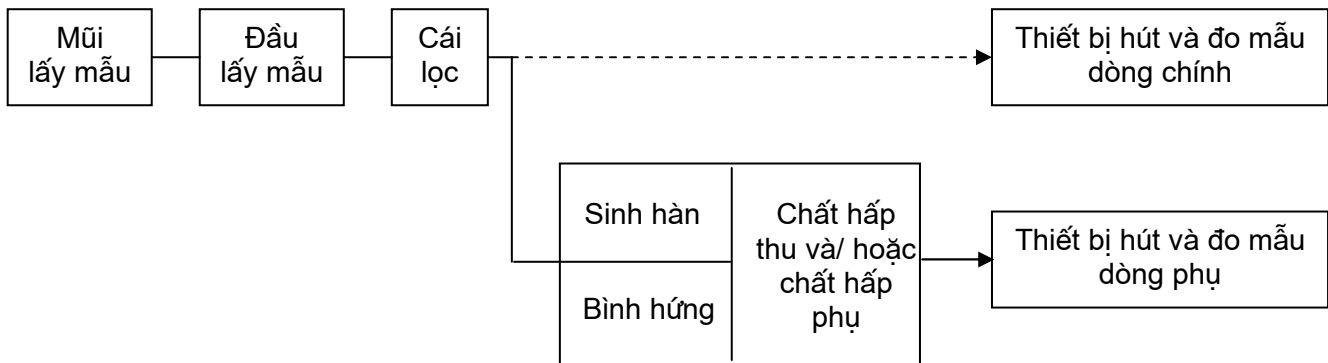 Mũi
lấy mẫu
Đầu
lấy mẫu
Cái
lọc
Thiết bị hút và đo mẫu
dòng chính
Sinh hàn
Bình hứng
Chất hấp
thu và/ hoặc
chất hấp
phụ
Thiết bị hút và đo mẫu
dòng phụ